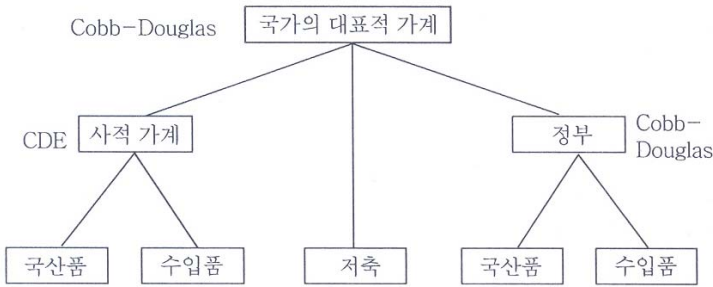 Cobb-Douglas
국가의 대표적 가계
CDE
사적 가계
정부
Cobb-
Douglas
국산품
수입품
저축
국산품
수입품